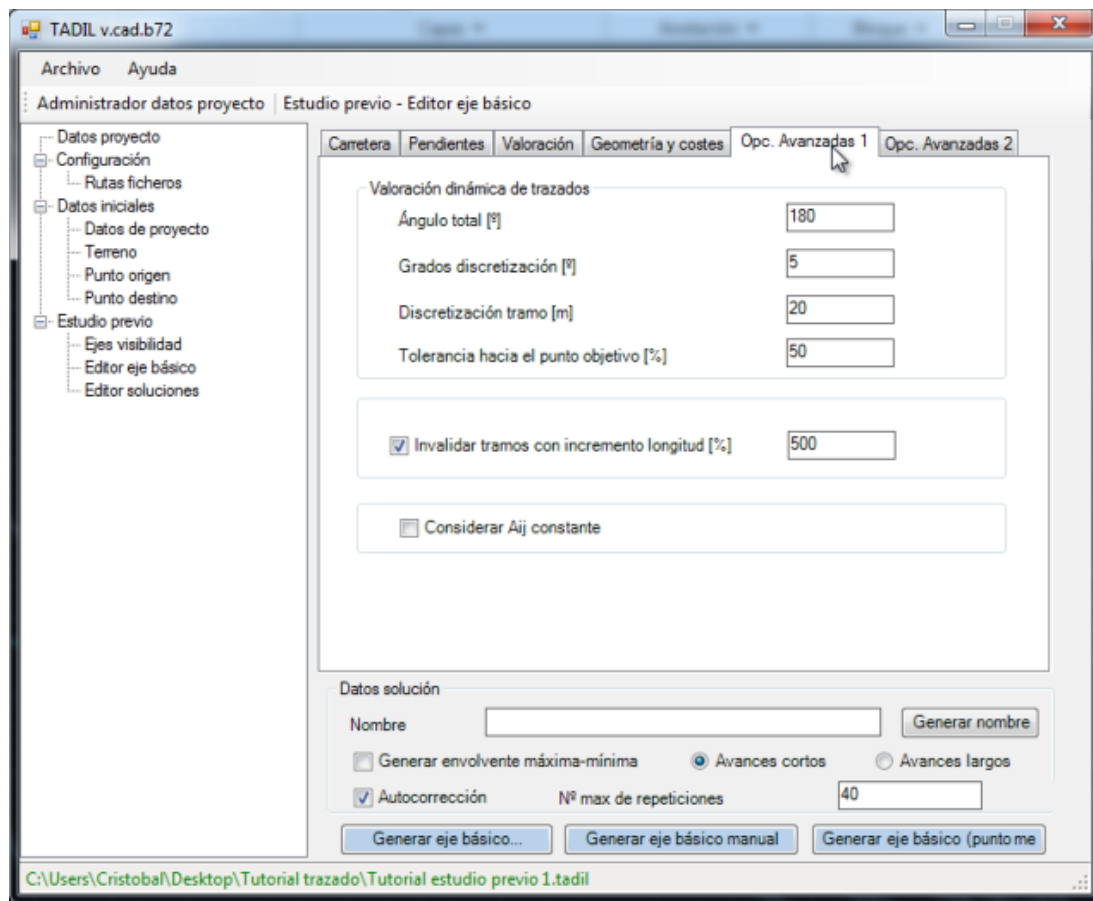 TADIL v.cad.b72
Archivo Ayuda
Administrador datos proyecto Estudio previo - Editor eje básico
Datos proyecto
Configuración
Rutas ficheros
Datos iniciales
Datos de proyecto
Terreno
Punto origen
Punto destino
Estudio previo
Ejes visibilidad
Editor eje básico
Editor soluciones
Carretera Pendientes Valoración Geometría y costes Opc. Avanzadas 1 Opc. Avanzadas 2
Valoración dinámica de trazados
Ángulo total [º] 180
Grados discretización [º] 5
Discretización tramo [m] 20
Tolerancia hacia el punto objetivo [%] 50
Invalidar tramos con incremento longitud [%] 500
Considerar Aij constante
Datos solución
Nombre Generar nombre
Generar envolvente máxima-mínima Avances cortos Avances largos
Autocorrección Nº max de repeticiones 40
Generar eje básico... Generar eje básico manual Generar eje básico (punto me
C:\Users\Cristobal\Desktop\Tutorial trazado\Tutorial estudio previo 1.tadil